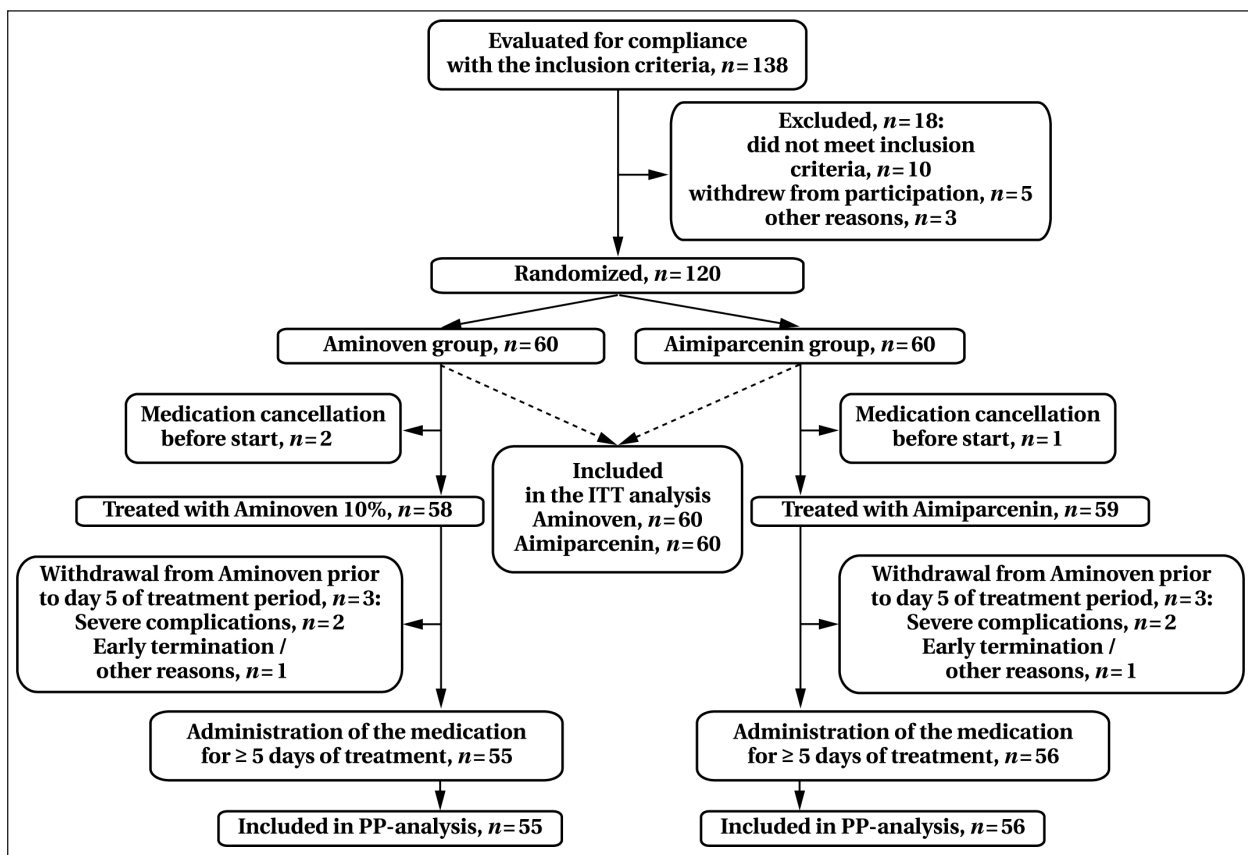 Evaluated for compliance
with the inclusion criteria, n=138
Excluded, n=18:
did not meet inclusion
criteria, n=10
withdrew from participation, n=5
other reasons, n=3
Randomized, n=120
Aminoven group, n=60
Aimiparcenin group, n=60
Medication cancellation
before start, n=2
Medication cancellation
before start, n=1
Included
in the ITT analysis
Aminoven, n=60
Aimiparcenin, n=60
Treated with Aminoven 10%, n=58
Treated with Aimiparcenin, n=59
Withdrawal from Aminoven prior
to day 5 of treatment period, n=3:
Severe complications, n=2
Early termination /
other reasons, n=1
Withdrawal from Aminoven prior
to day 5 of treatment period, n=3:
Severe complications, n=2
Early termination /
other reasons, n=1
Administration of the medication
for ≥ 5 days of treatment, n=55
Administration of the medication
for ≥ 5 days of treatment, n=56
Included in PP-analysis, n=55
Included in PP-analysis, n=56